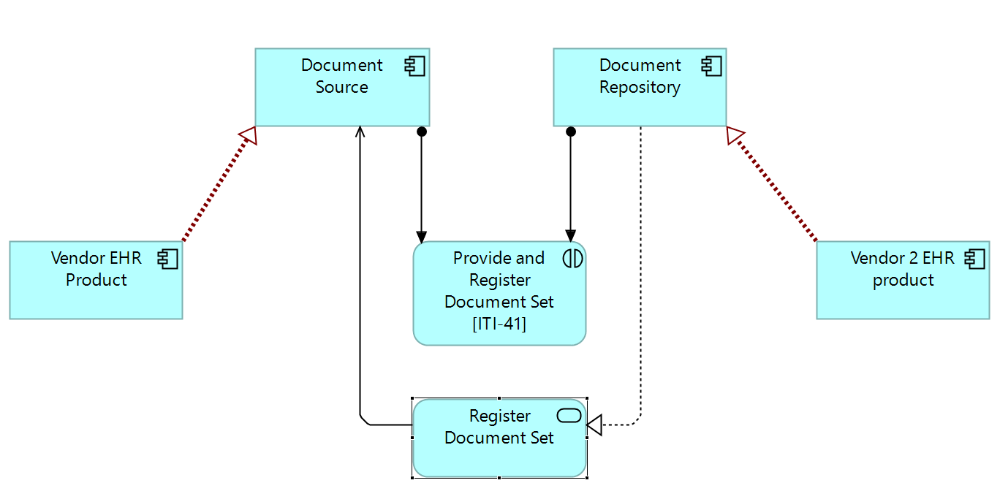 Document
Source
Document
Repository
Vendor EHR
Product
Provide and
Register
Document Set
[ITI-41]
Vendor 2 EHR
product
Register
Document Set